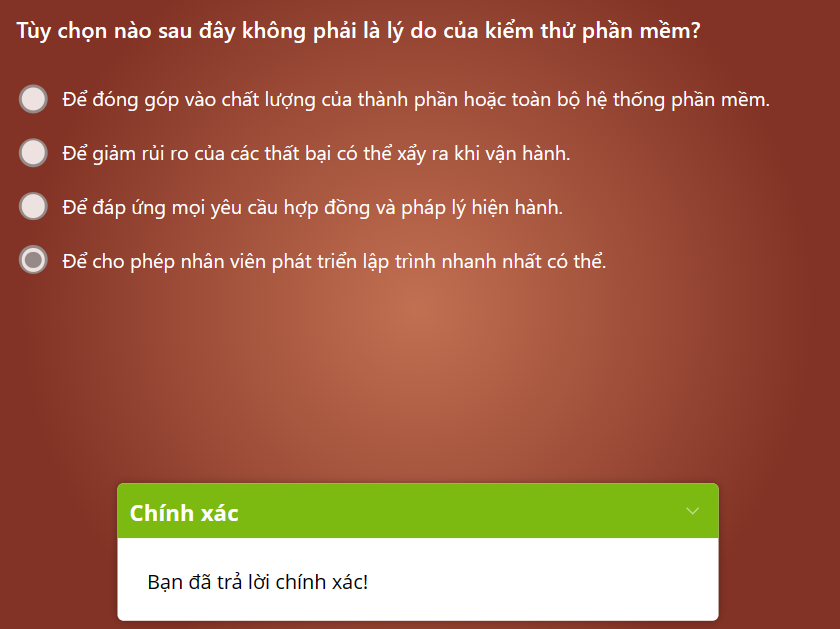 Tùy chọn nào sau đây không phải là lý do của kiểm thử phần mềm?
Để đóng góp vào chất lượng của thành phần hoặc toàn bộ hệ thống phần mềm.
Để giảm rủi ro của các thất bại có thể xẩy ra khi vận hành.
Để đáp ứng mọi yêu cầu hợp đồng và pháp lý hiện hành.
Để cho phép nhân viên phát triển lập trình nhanh nhất có thể.
Chính xác
Bạn đã trả lời chính xác!